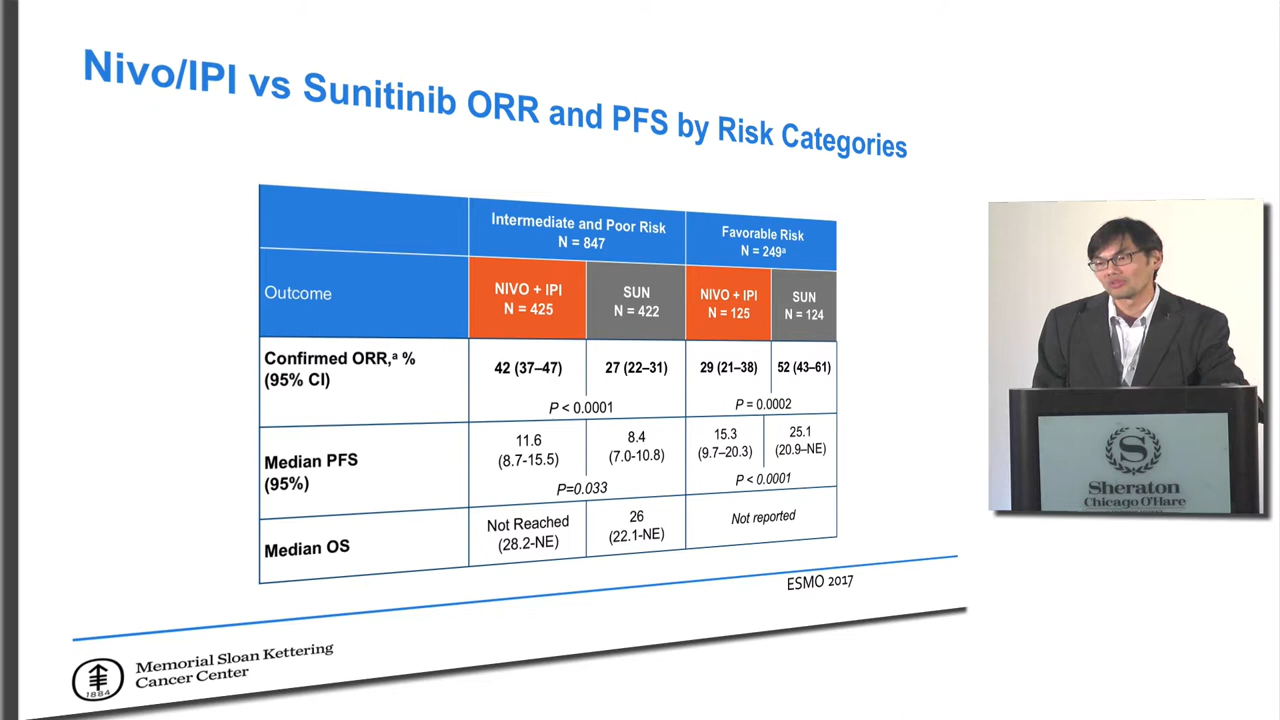 Nivo/IPI vs Sunitinib ORR and PFS by Risk Categories
Intermediate and Poor Risk
N = 847
Favorable Risk
N = 249ª
Outcome
NIVO + IPI
N = 425
SUN
N = 422
NIVO + IPI
N = 125
SUN
N = 124
Confirmed ORR,ª %
(95% CI)
42 (37–47)
27 (22–31)
29 (21–38)
52 (43–61)
P < 0.0001
P = 0.0002
Median PFS
(95%)
11.6
(8.7-15.5)
8.4
(7.0-10.8)
15.3
(9.7–20.3)
25.1
(20.9–NE)
P=0.033
P < 0.0001
Median OS
Not Reached
(28.2-NE)
26
(22.1-NE)
Not reported
ESMO 2017
1884
Memorial Sloan Kettering
Cancer Center
S
Sheraton
Chicago O'Hare